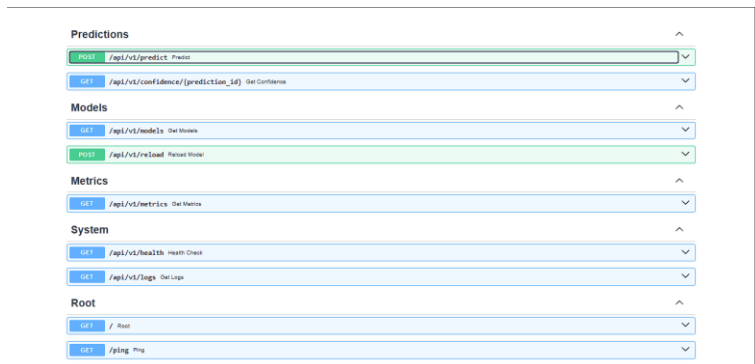 Predictions
POST /api/v1/predict Predict
GET /api/v1/confidence/{prediction_id} Get Confidence
Models
GET /api/v1/models Get Models
POST /api/v1/reload Reload Model
Metrics
GET /api/v1/metrics Get Metrics
System
GET /api/v1/health Health Check
GET /api/v1/logs Get Logs
Root
GET / Root
GET /ping Ping